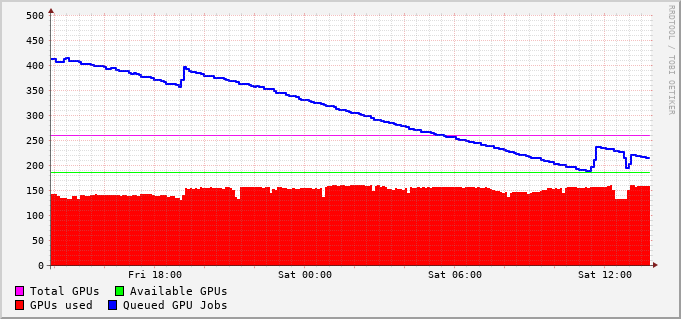 500
450
400
350
300
250
200
150
100
50
0
Fri 18:00 Sat 00:00 Sat 06:00 Sat 12:00
Total GPUs Available GPUs
GPUs used Queued GPU Jobs
RRDTOOL / TOBI OETIKER